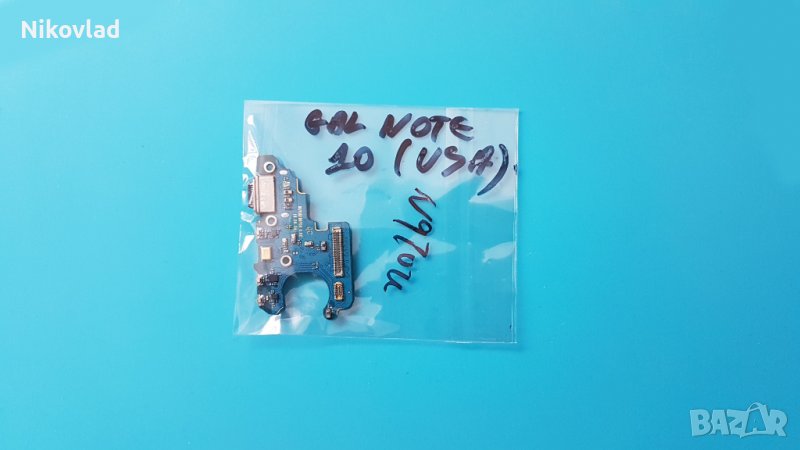 Nikovlad
GAL NOTE
10 (USA)
N970U
BAZAR